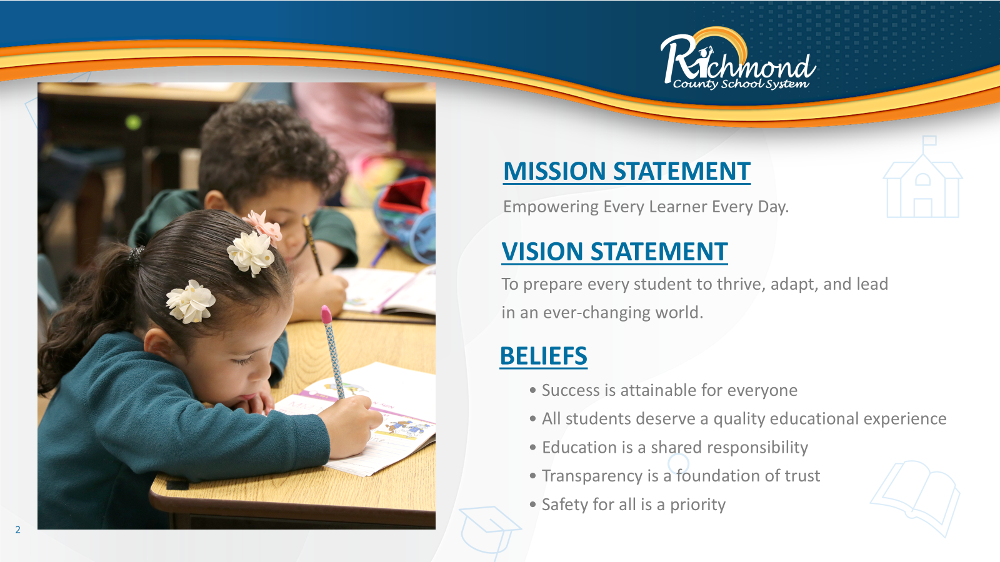 Richmond
County School System
MISSION STATEMENT
Empowering Every Learner Every Day.
VISION STATEMENT
To prepare every student to thrive, adapt, and lead
in an ever-changing world.
BELIEFS
• Success is attainable for everyone
• All students deserve a quality educational experience
• Education is a shared responsibility
• Transparency is a foundation of trust
• Safety for all is a priority
2